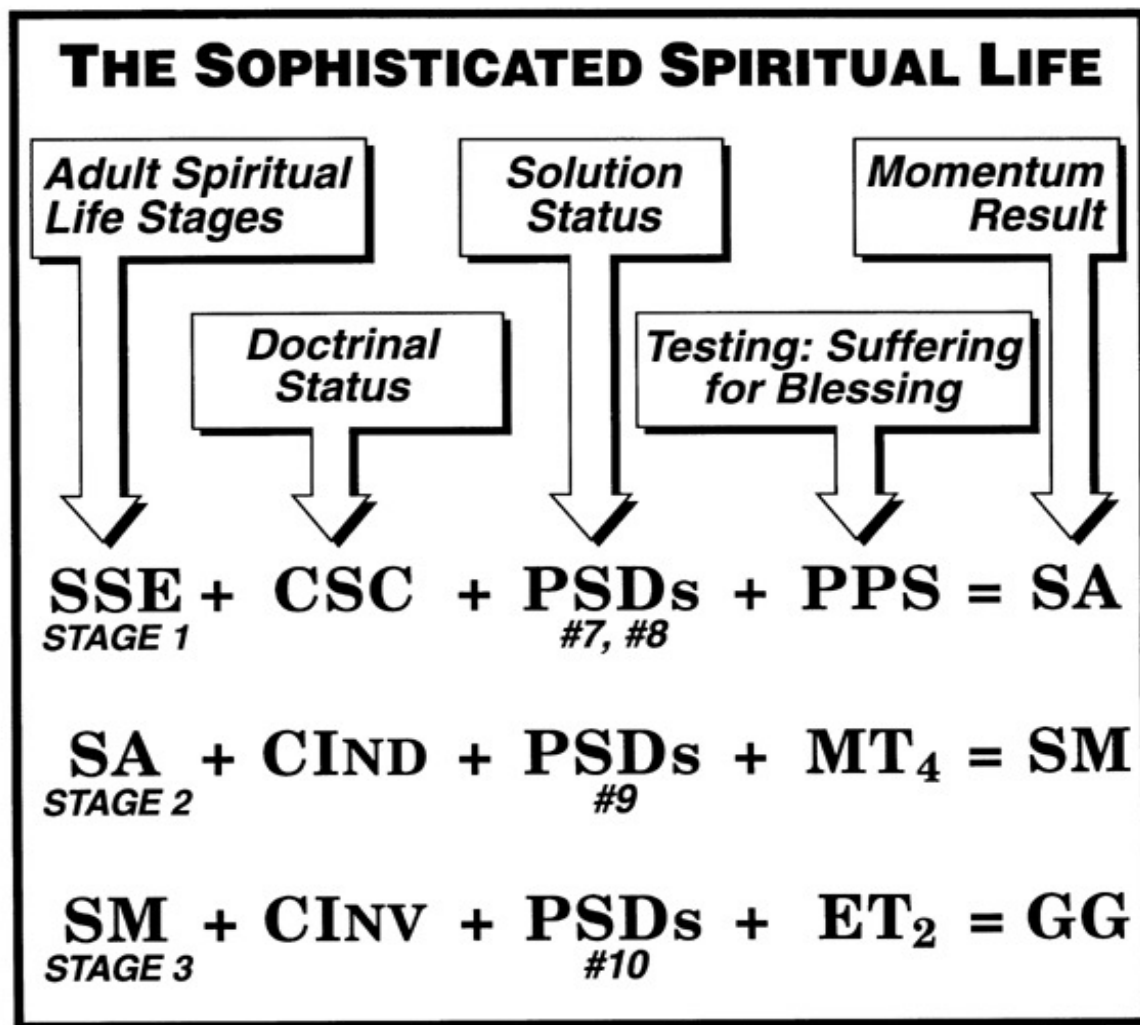 THE SOPHISTICATED SPIRITUAL LIFE
Adult Spiritual
Life Stages
Solution
Status
Momentum
Result
Doctrinal
Status
Testing: Suffering
for Blessing
SSE + CSC + PSDs + PPS = SA
STAGE 1 #7, #8
SA + CIND + PSDs + MT₄ = SM
STAGE 2 #9
SM + CINV + PSDs + ET₂ = GG
STAGE 3 #10